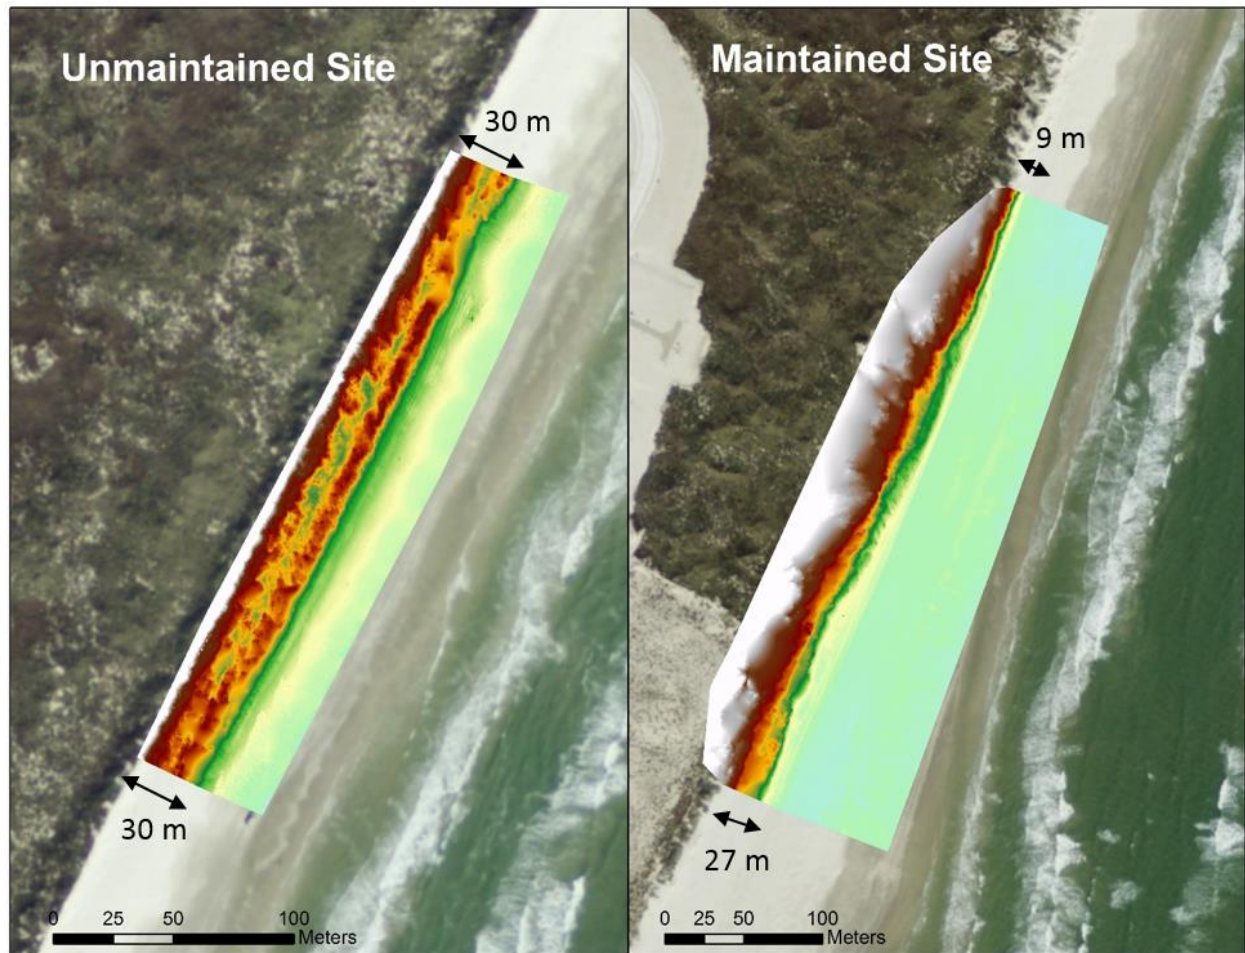 Unmaintained Site
30 m
30 m
0 25 50 100
Meters
Maintained Site
9 m
27 m
0 25 50 100
Meters